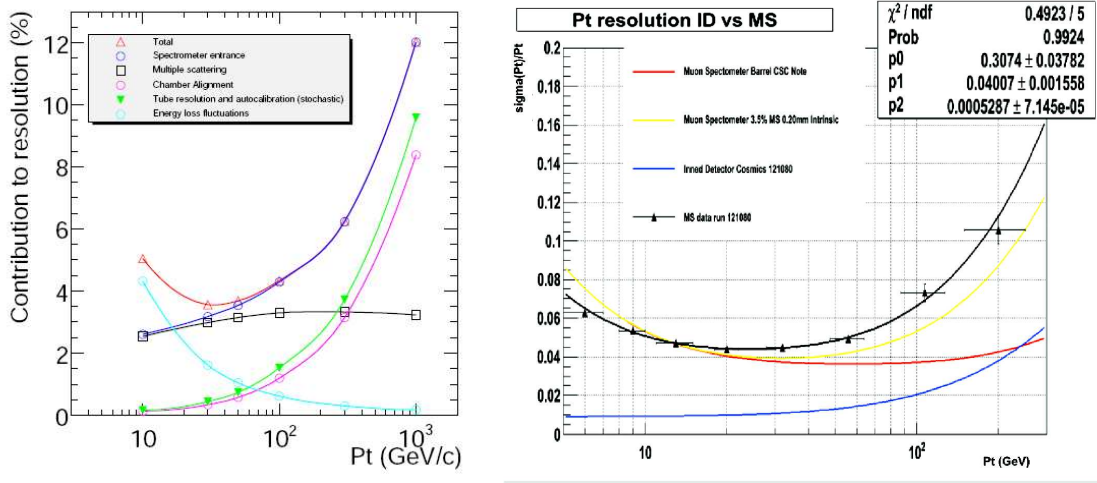 Contribution to resolution (%)
12
10
8
6
4
2
0
Total
Spectrometer entrance
Multiple scattering
Chamber Alignment
Tube resolution and autocalibration (stochastic)
Energy loss fluctuations
10 10² 10³
Pt (GeV/c)
Pt resolution ID vs MS
χ² / ndf 0.4923 / 5
Prob 0.9924
p0 0.3074 ± 0.03782
p1 0.04007 ± 0.001558
p2 0.0005287 ± 7.145e-05
sigma(Pt)/Pt
0.2
0.18
0.16
0.14
0.12
0.1
0.08
0.06
0.04
0.02
0
Muon Spectrometer Barrel CSC Note
Muon Spectrometer 3.5% MS 0.20mm Intrinsic
Inned Detector Cosmics 121080
MS data run 121080
10 10²
Pt (GeV)